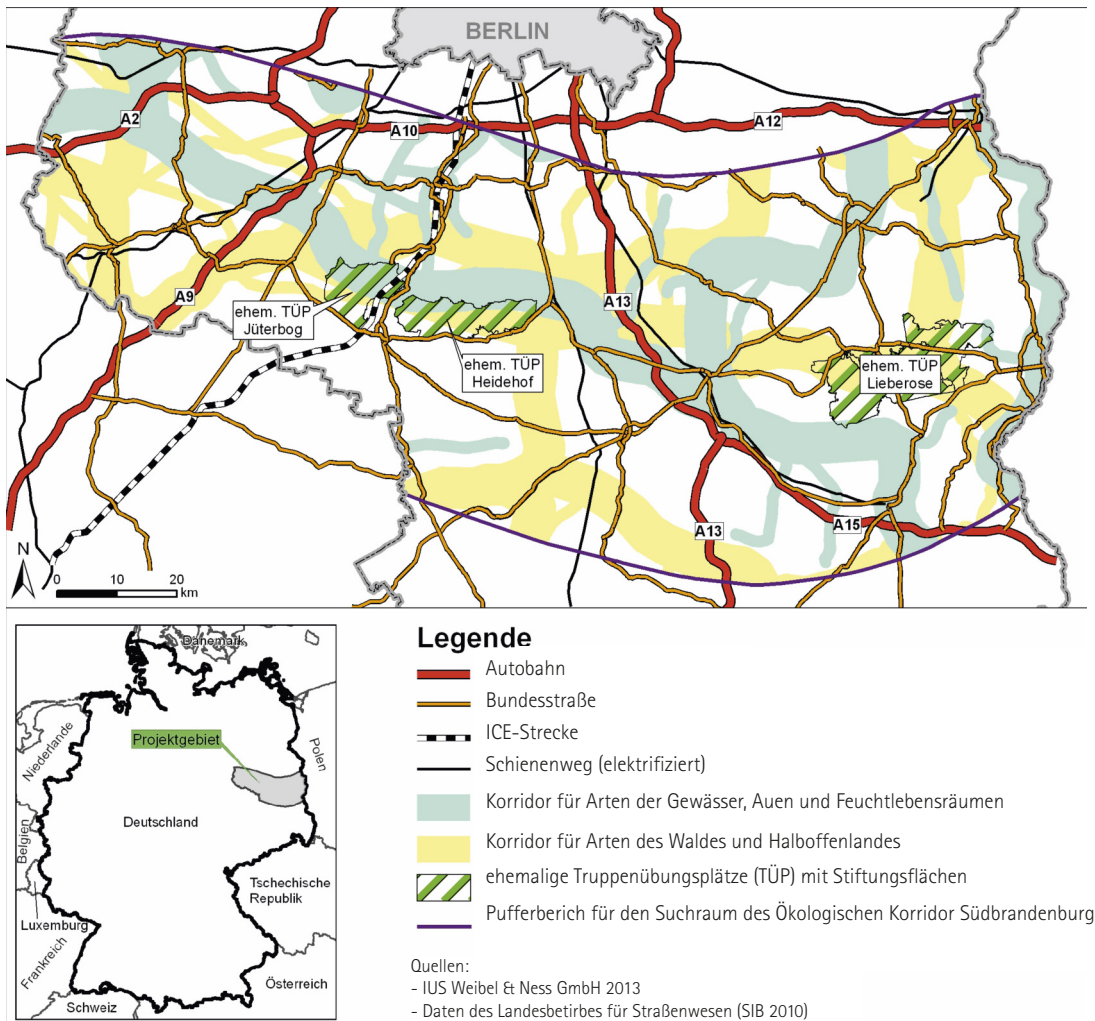 BERLIN
A2
A10
A12
A9
A13
ehem. TÜP
Jüterbog
ehem. TÜP
Heidehof
ehem. TÜP
Lieberose
A13
A15
N
0 10 20
km
Dänemark
Niederlande
Projektgebiet
Polen
Deutschland
Belgien
Luxemburg
Tschechische
Republik
Frankreich
Österreich
Schweiz
Legende
Autobahn
Bundesstraße
ICE-Strecke
Schienenweg (elektrifiziert)
Korridor für Arten der Gewässer, Auen und Feuchtlebensräumen
Korridor für Arten des Waldes und Halboffenlandes
ehemalige Truppenübungsplätze (TÜP) mit Stiftungsflächen
Pufferberich für den Suchraum des Ökologischen Korridor Südbrandenburg
Quellen:
- IUS Weibel & Ness GmbH 2013
- Daten des Landesbetirbes für Straßenwesen (SIB 2010)